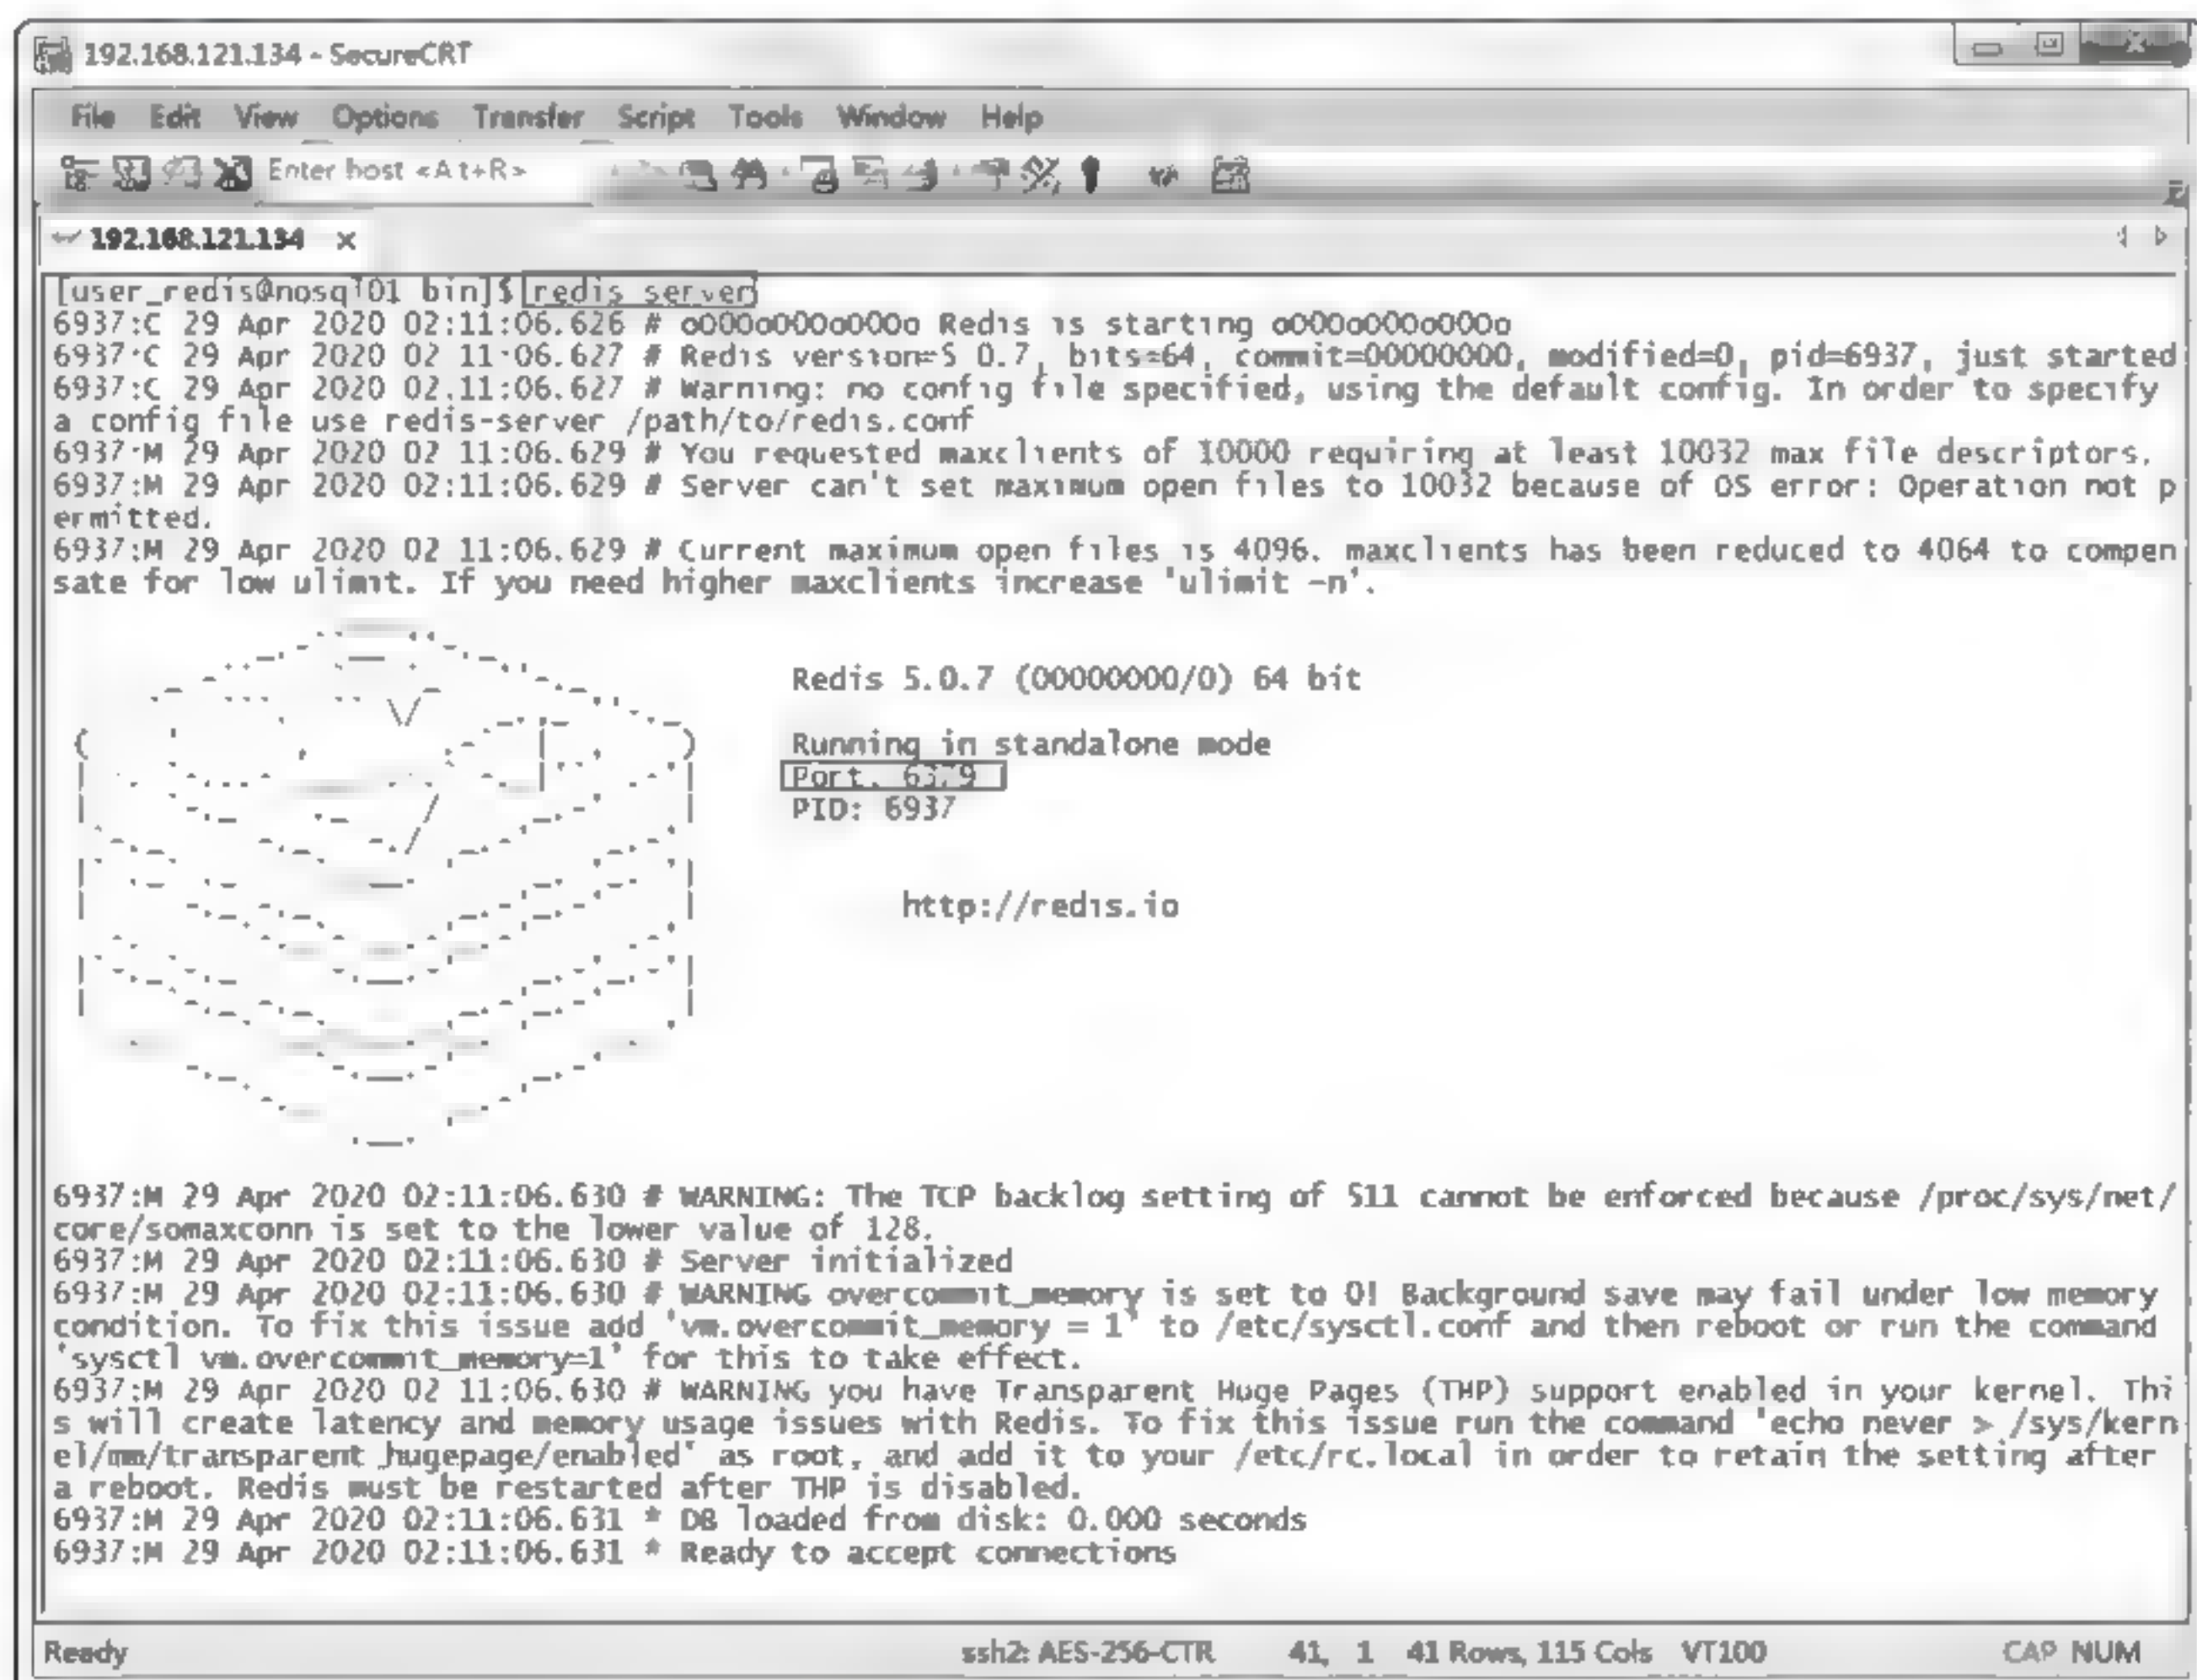 192.168.121.134 - SecureCRT
File Edit View Options Transfer Script Tools Window Help
Enter host <Alt+R>
192.168.121.134 x
[user_redis@nosql01 bin]$ redis-server
6937:C 29 Apr 2020 02:11:06.626 # oO0OoO0OoO0Oo Redis is starting oO0OoO0OoO0Oo
6937:C 29 Apr 2020 02:11:06.627 # Redis version=5.0.7, bits=64, commit=00000000, modified=0, pid=6937, just started
6937:C 29 Apr 2020 02:11:06.627 # Warning: no config file specified, using the default config. In order to specify
a config file use redis-server /path/to/redis.conf
6937:M 29 Apr 2020 02:11:06.629 # You requested maxclients of 10000 requiring at least 10032 max file descriptors.
6937:M 29 Apr 2020 02:11:06.629 # Server can't set maximum open files to 10032 because of OS error: Operation not p
ermitted.
6937:M 29 Apr 2020 02:11:06.629 # Current maximum open files is 4096. maxclients has been reduced to 4064 to compen
sate for low ulimit. If you need higher maxclients increase 'ulimit -n'.
Redis 5.0.7 (00000000/0) 64 bit
Running in standalone mode
Port: 6379
PID: 6937
http://redis.io
6937:M 29 Apr 2020 02:11:06.630 # WARNING: The TCP backlog setting of 511 cannot be enforced because /proc/sys/net/
core/somaxconn is set to the lower value of 128.
6937:M 29 Apr 2020 02:11:06.630 # Server initialized
6937:M 29 Apr 2020 02:11:06.630 # WARNING overcommit_memory is set to 0! Background save may fail under low memory
condition. To fix this issue add 'vm.overcommit_memory = 1' to /etc/sysctl.conf and then reboot or run the command
'sysctl vm.overcommit_memory=1' for this to take effect.
6937:M 29 Apr 2020 02:11:06.630 # WARNING you have Transparent Huge Pages (THP) support enabled in your kernel. Thi
s will create latency and memory usage issues with Redis. To fix this issue run the command 'echo never > /sys/kern
el/mm/transparent_hugepage/enabled' as root, and add it to your /etc/rc.local in order to retain the setting after
a reboot. Redis must be restarted after THP is disabled.
6937:M 29 Apr 2020 02:11:06.631 * DB loaded from disk: 0.000 seconds
6937:M 29 Apr 2020 02:11:06.631 * Ready to accept connections
Ready ssh2: AES-256-CTR 41, 1 41 Rows, 115 Cols VT100 CAP NUM